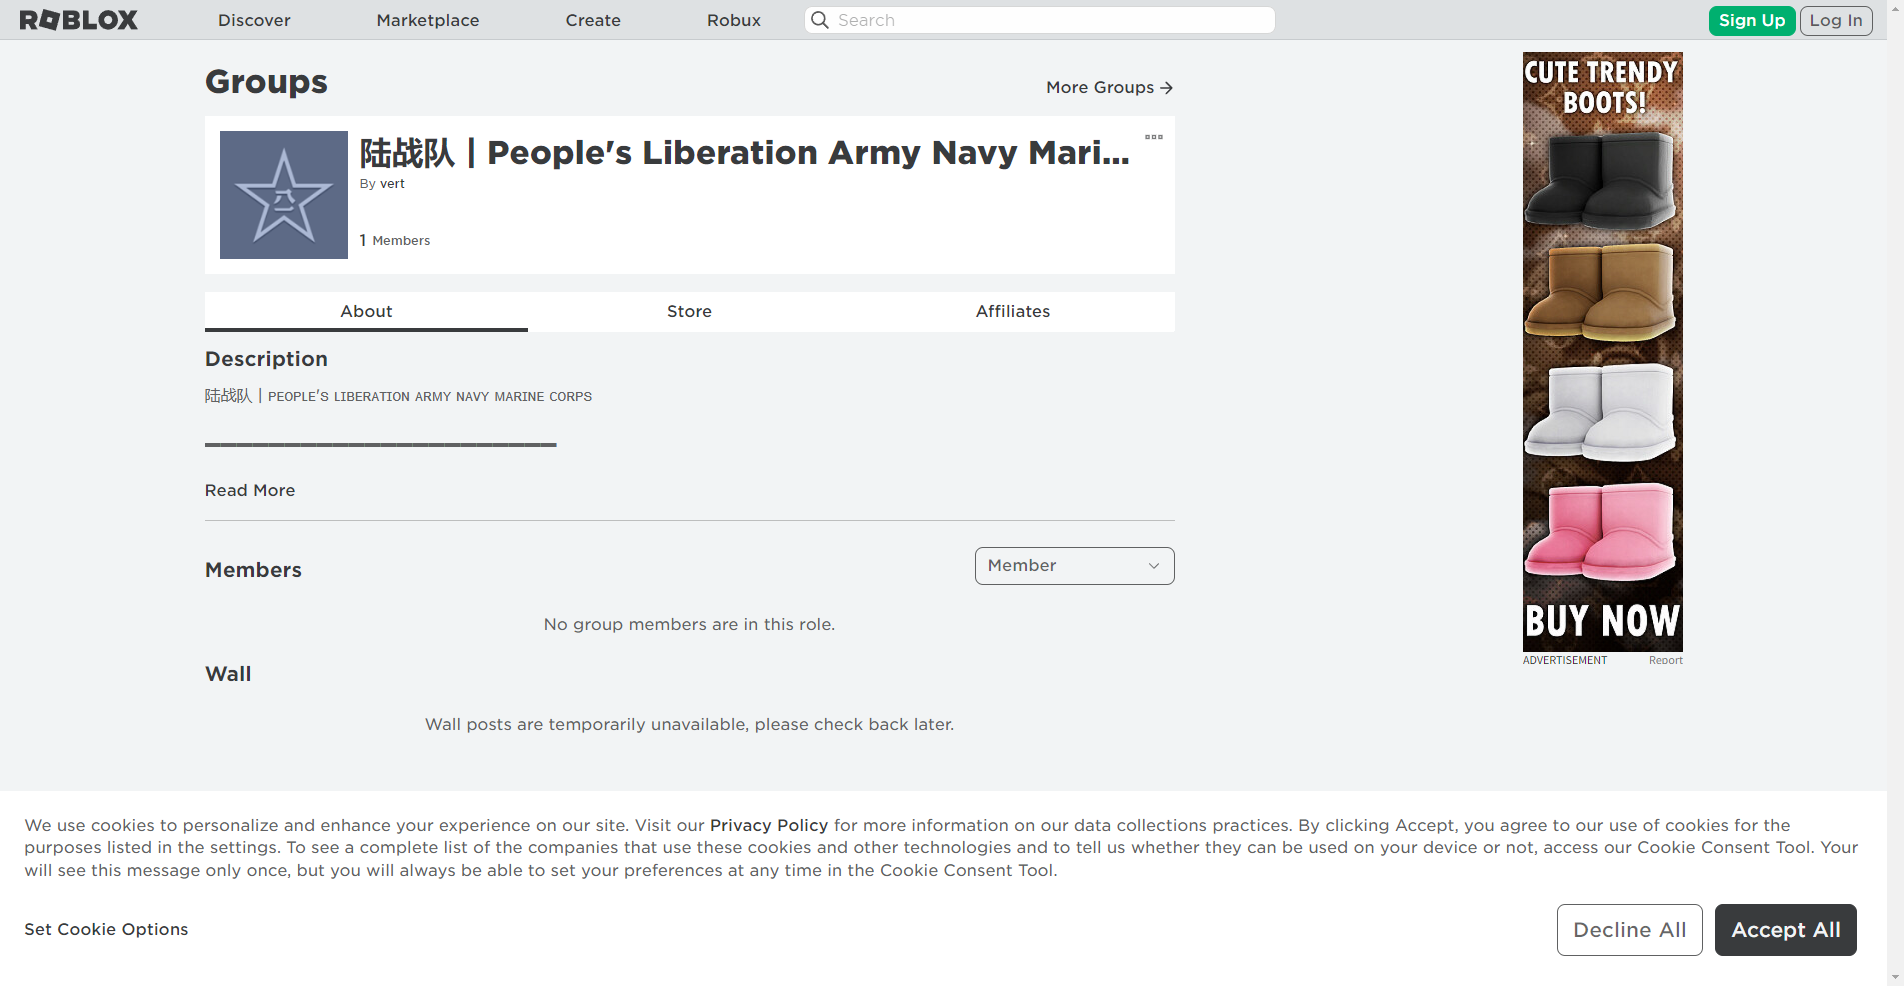 ROBLOX
Discover
Marketplace
Create
Robux
Search
Sign Up
Log In
Groups
More Groups →
八一
陆战队 | People's Liberation Army Navy Mari...
By vert
1 Members
About
Store
Affiliates
Description
陆战队 | ᴘᴇᴏᴘʟᴇ'ꜱ ʟɪʙᴇʀᴀᴛɪᴏɴ ᴀʀᴍʏ ɴᴀᴠʏ ᴍᴀʀɪɴᴇ ᴄᴏʀᴘꜱ
Read More
Members
Member
No group members are in this role.
Wall
Wall posts are temporarily unavailable, please check back later.
CUTE TRENDY
BOOTS!
BUY NOW
ADVERTISEMENT
Report
We use cookies to personalize and enhance your experience on our site. Visit our Privacy Policy for more information on our data collections practices. By clicking Accept, you agree to our use of cookies for the
purposes listed in the settings. To see a complete list of the companies that use these cookies and other technologies and to tell us whether they can be used on your device or not, access our Cookie Consent Tool. Your
will see this message only once, but you will always be able to set your preferences at any time in the Cookie Consent Tool.
Set Cookie Options
Decline All
Accept All